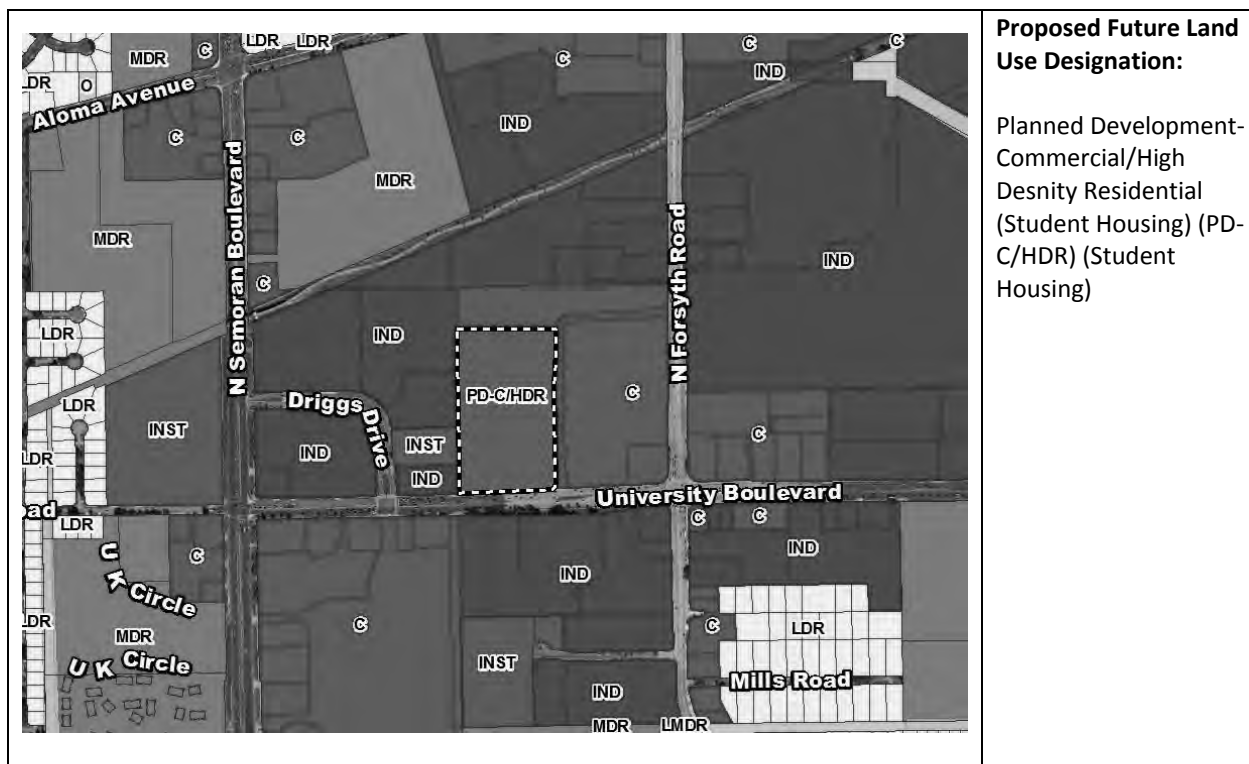 MDR
C
LDR
LDR
C
C
LDR
O
Aloma Avenue
C
C
IND
IND
MDR
MDR
N Semoran Boulevard
N Forsyth Road
IND
C
LDR
IND
LDR
PD-C/HDR
C
Driggs Drive
INST
IND
INST
IND
C
LDR
University Boulevard
oad
LDR
C
C
C
IND
IND
U K Circle
C
LDR
MDR
C
INST
C
LDR
U K Circle
IND
Mills Road
MDR
LMDR
Proposed Future Land
Use Designation:
Planned Development-
Commercial/High
Desnity Residential
(Student Housing) (PD-
C/HDR) (Student
Housing)